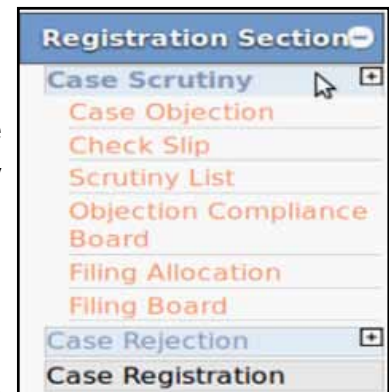 Registration Section
Case Scrutiny
Case Objection
Check Slip
Scrutiny List
Objection Compliance
Board
Filing Allocation
Filing Board
Case Rejection
Case Registration